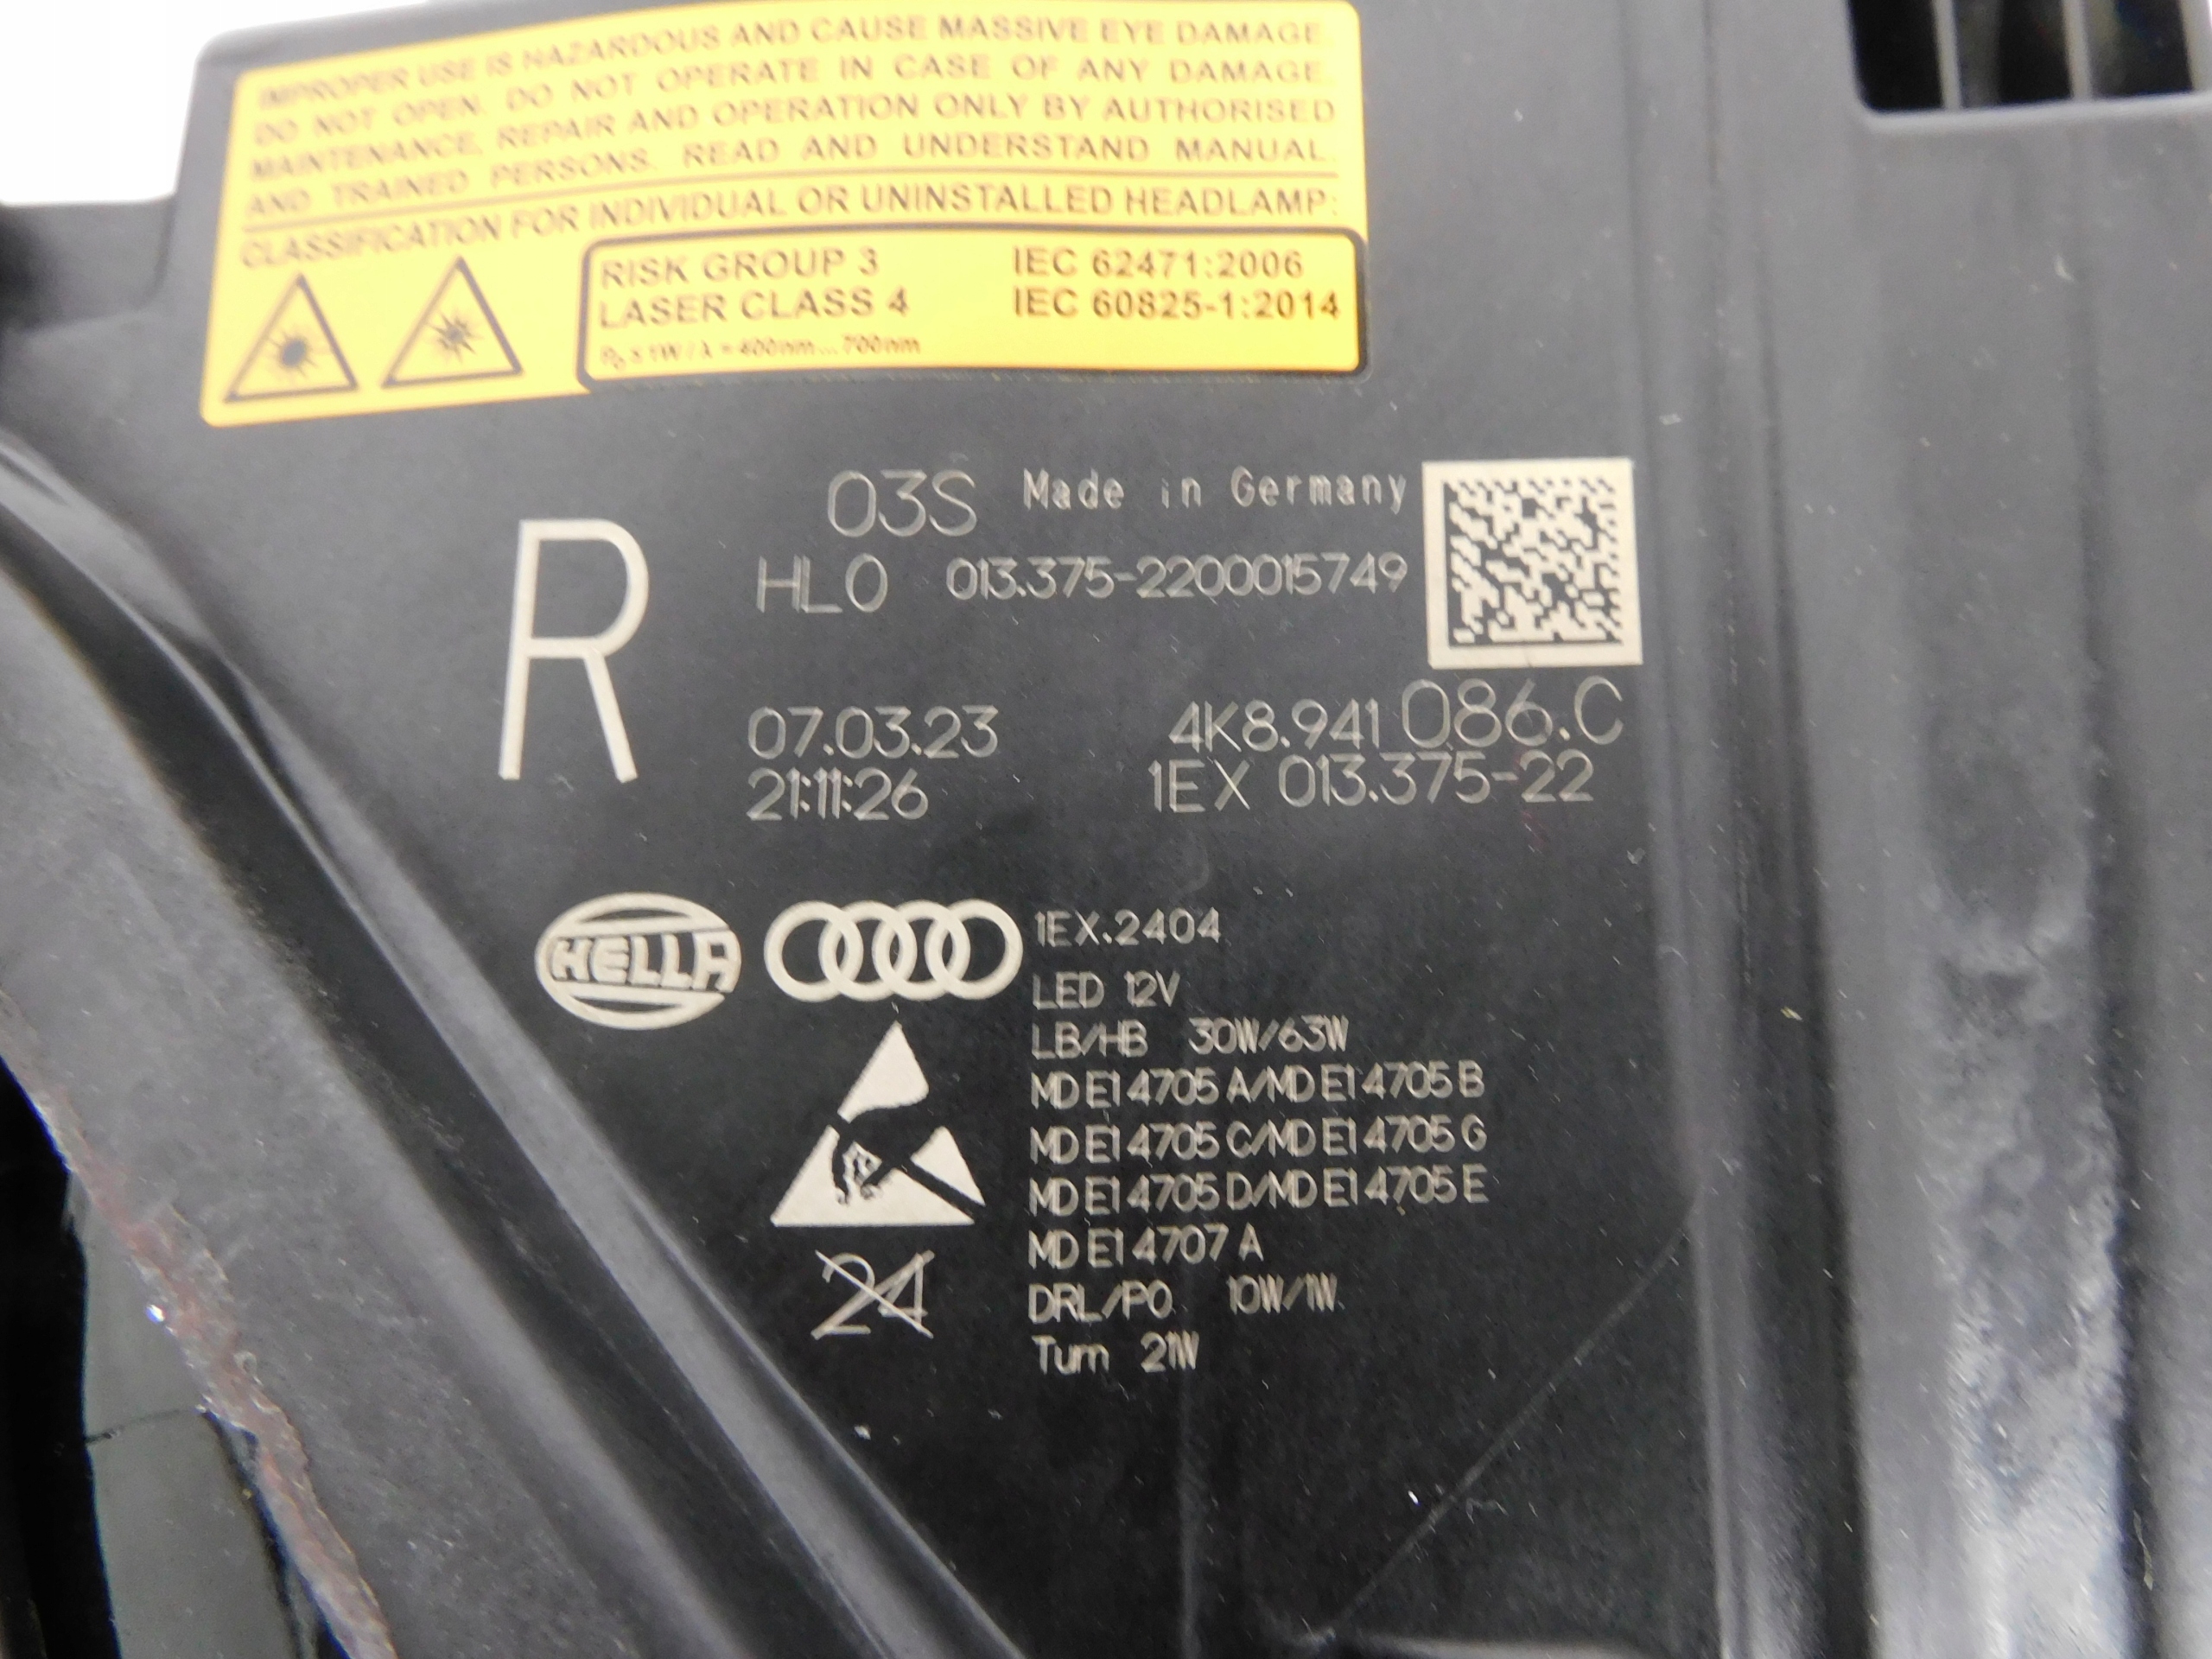 IMPROPER USE IS HAZARDOUS AND CAUSE MASSIVE EYE DAMAGE.
DO NOT OPEN. DO NOT OPERATE IN CASE OF ANY DAMAGE.
MAINTENANCE, REPAIR AND OPERATION ONLY BY AUTHORISED
AND TRAINED PERSONS. READ AND UNDERSTAND MANUAL.
CLASSIFICATION FOR INDIVIDUAL OR UNINSTALLED HEADLAMP:
RISK GROUP 3 IEC 62471:2006
LASER CLASS 4 IEC 60825-1:2014
1W / λ = 400nm...700nm
03S Made in Germany
R
HLO 013.375-2200015749
07.03.23 4K8.941 086.C
21:11:26 1EX 013.375-22
HELLA
1EX.2404
LED 12V
LB/HB 30W/63W
MD E1 4705 A/MD E1 4705 B
MD E1 4705 C/MD E1 4705 G
MD E1 4705 D/MD E1 4705 E
MD E1 4707 A
24
DRL/PO 10W/1W
Turn 21W